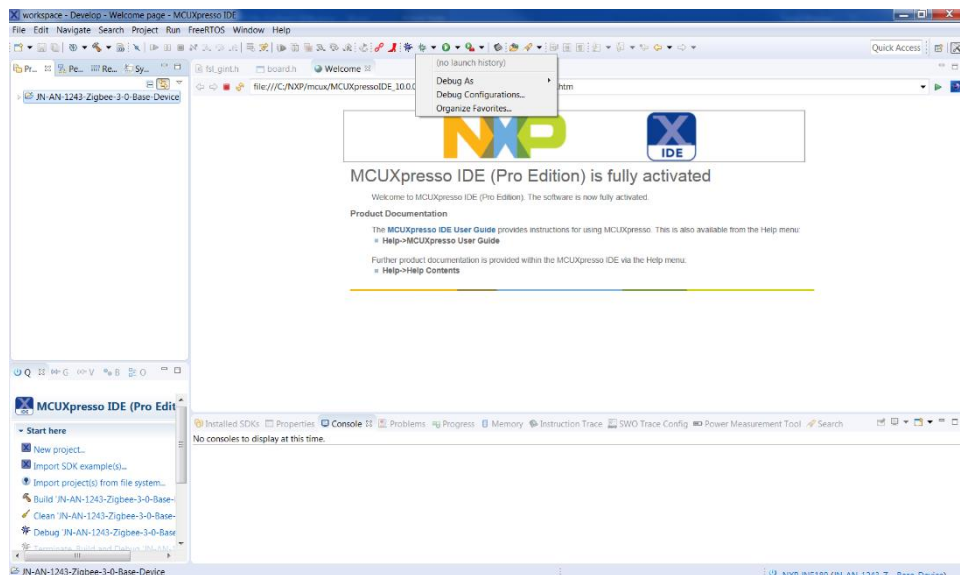 workspace - Develop - Welcome page - MCUXpresso IDE
File Edit Navigate Search Project Run FreeRTOS Window Help
Quick Access
(no launch history)
Debug As
Debug Configurations...
Organize Favorites...
Pr... Pe... Re... Sy...
fsl_gint.h board.h Welcome
file:///C:/NXP/mcux/MCUXpressoIDE_10.0.0
htm
JN-AN-1243-Zigbee-3-0-Base-Device
NXP
IDE
MCUXpresso IDE (Pro Edition) is fully activated
Welcome to MCUXpresso IDE (Pro Edition). The software is now fully activated.
Product Documentation
The MCUXpresso IDE User Guide provides instructions for using MCUXpresso. This is also available from the Help menu:
Help->MCUXpresso User Guide
Further product documentation is provided within the MCUXpresso IDE via the Help menu:
Help->Help Contents
Q G V B O
MCUXpresso IDE (Pro Edit
Start here
New project...
Import SDK example(s)...
Import project(s) from file system...
Build 'JN-AN-1243-Zigbee-3-0-Base-
Clean 'JN-AN-1243-Zigbee-3-0-Base-
Debug 'JN-AN-1243-Zigbee-3-0-Base
Installed SDKs Properties Console Problems Progress Memory Instruction Trace SWO Trace Config Power Measurement Tool Search
No consoles to display at this time.
JN-AN-1243-Zigbee-3-0-Base-Device